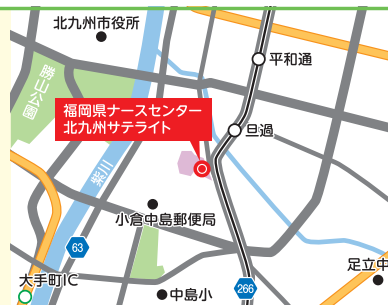 北九州市役所
平和通
勝山公園
福岡県ナースセンター
北九州サテライト
旦過
紫川
小倉中島郵便局
63
足立中
大手町IC
266
中島小